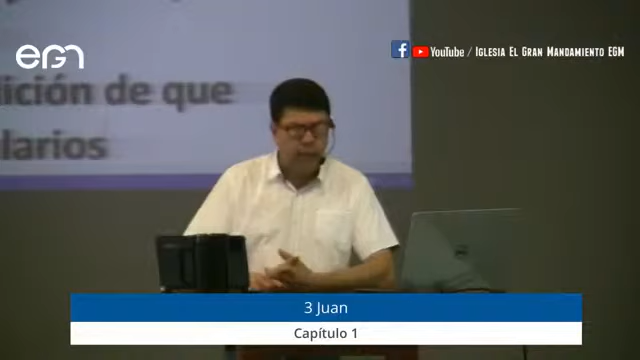 EGM
YouTube / Iglesia El Gran Mandamiento EGM
ición de que
larios
3 Juan
Capítulo 1